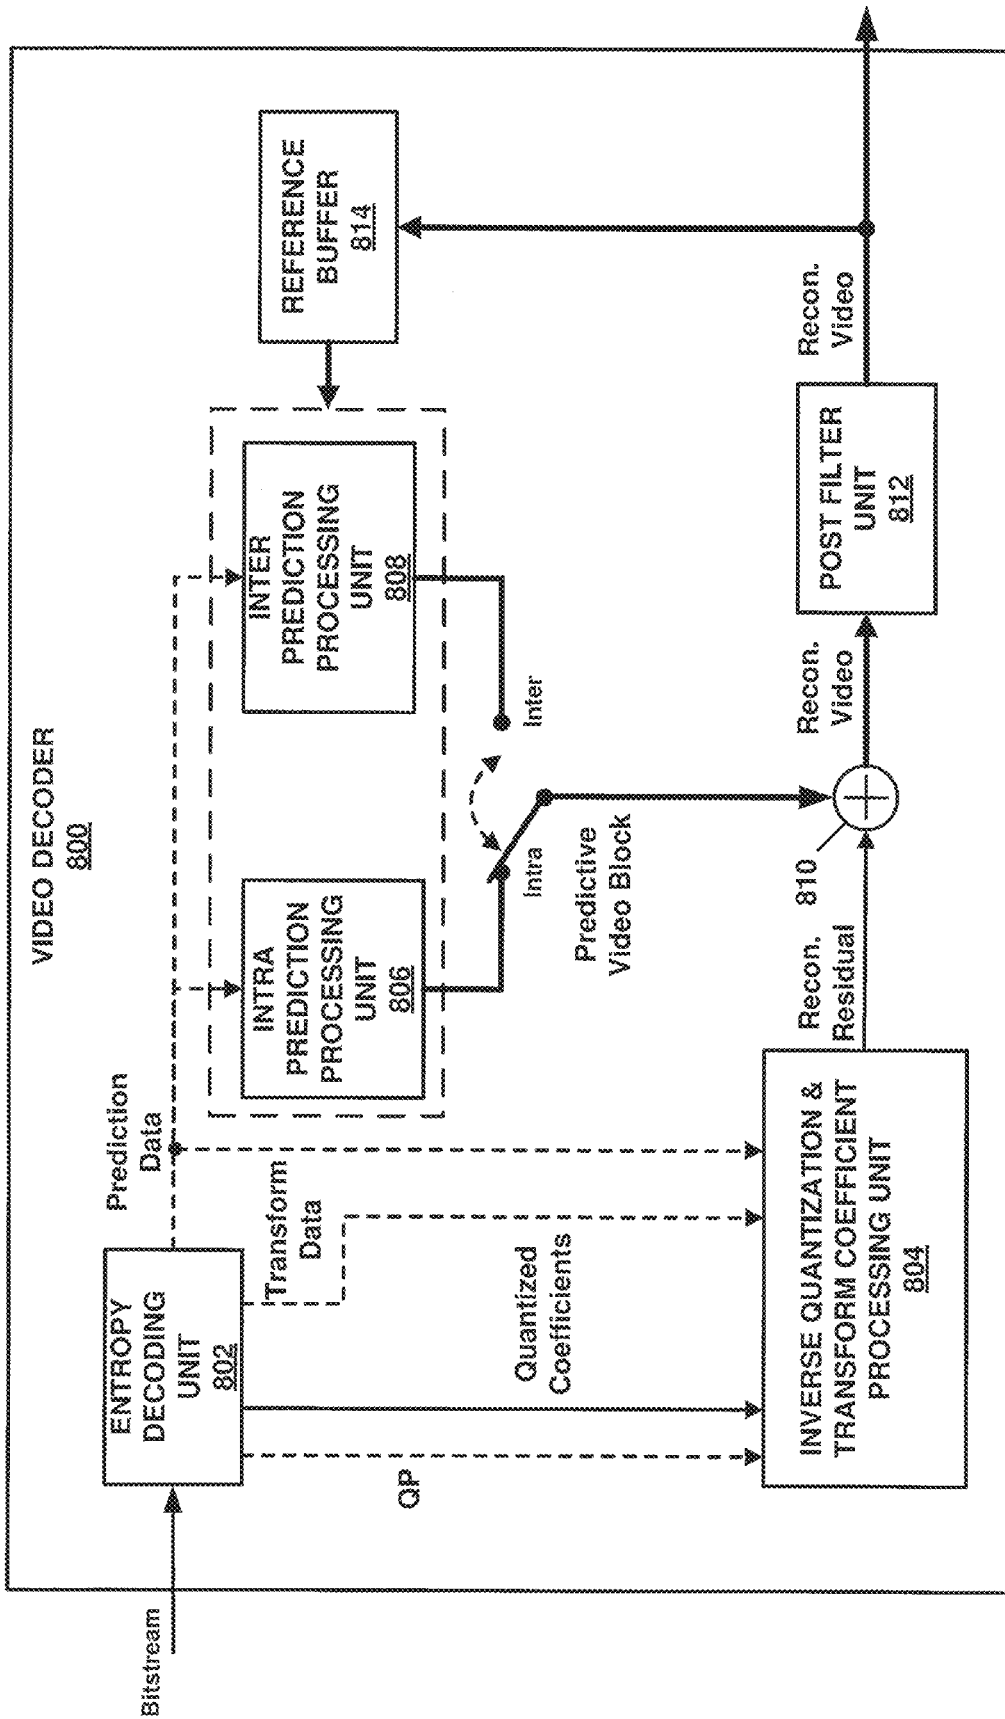 VIDEO DECODER
800
Bitstream
ENTROPY
DECODING
UNIT
802
Prediction
Data
Transform
Data
Quantized
Coefficients
QP
INTRA
PREDICTION
PROCESSING
UNIT
806
INTER
PREDICTION
PROCESSING
UNIT
808
REFERENCE
BUFFER
814
Intra
Inter
Predictive
Video Block
INVERSE QUANTIZATION &
TRANSFORM COEFFICIENT
PROCESSING UNIT
804
Recon.
Residual
810
Recon.
Video
POST FILTER
UNIT
812
Recon.
Video